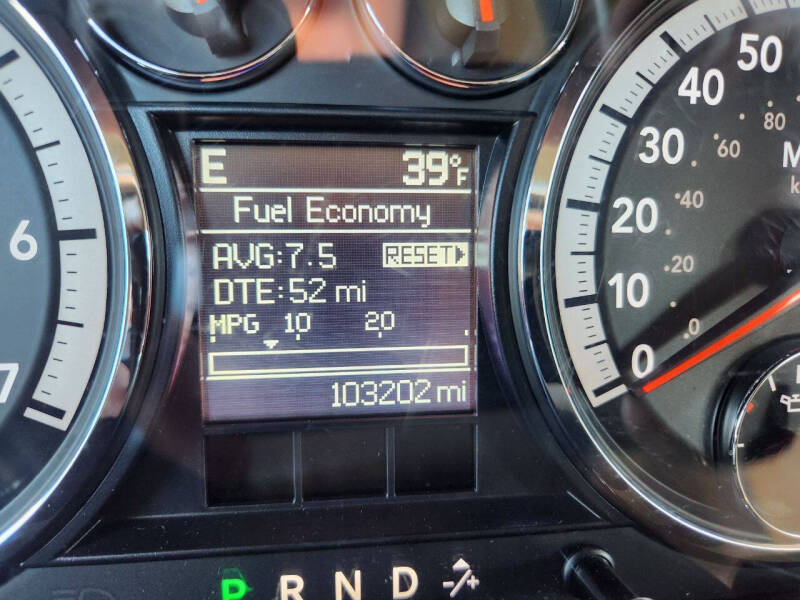 E 39°F
Fuel Economy
AVG:7.5 RESET
DTE:52 mi
MPG 10 20
103202 mi
6
7
50
40
30
20
10
0
80
60
40
20
0
M
k
P R N D -/+